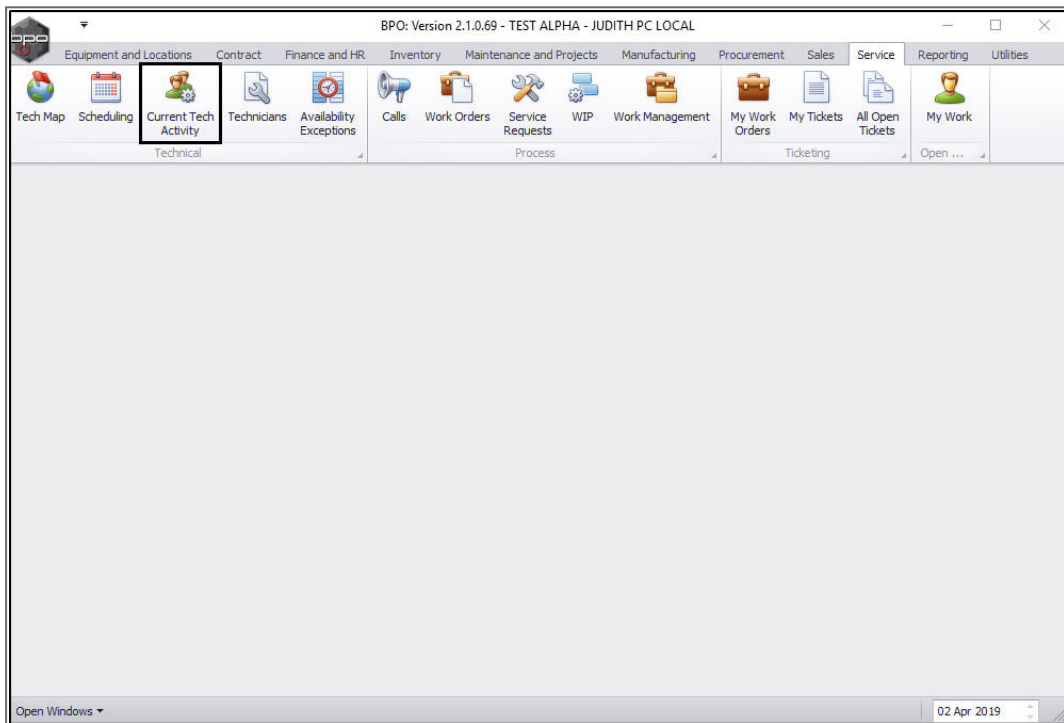 bpo
BPO: Version 2.1.0.69 - TEST ALPHA - JUDITH PC LOCAL
Equipment and Locations Contract Finance and HR Inventory Maintenance and Projects Manufacturing Procurement Sales Service Reporting Utilities
Tech Map Scheduling Current Tech Activity Technicians Availability Exceptions Calls Work Orders Service Requests WIP Work Management My Work Orders My Tickets All Open Tickets My Work
Technical Process Ticketing Open ...
Open Windows 02 Apr 2019